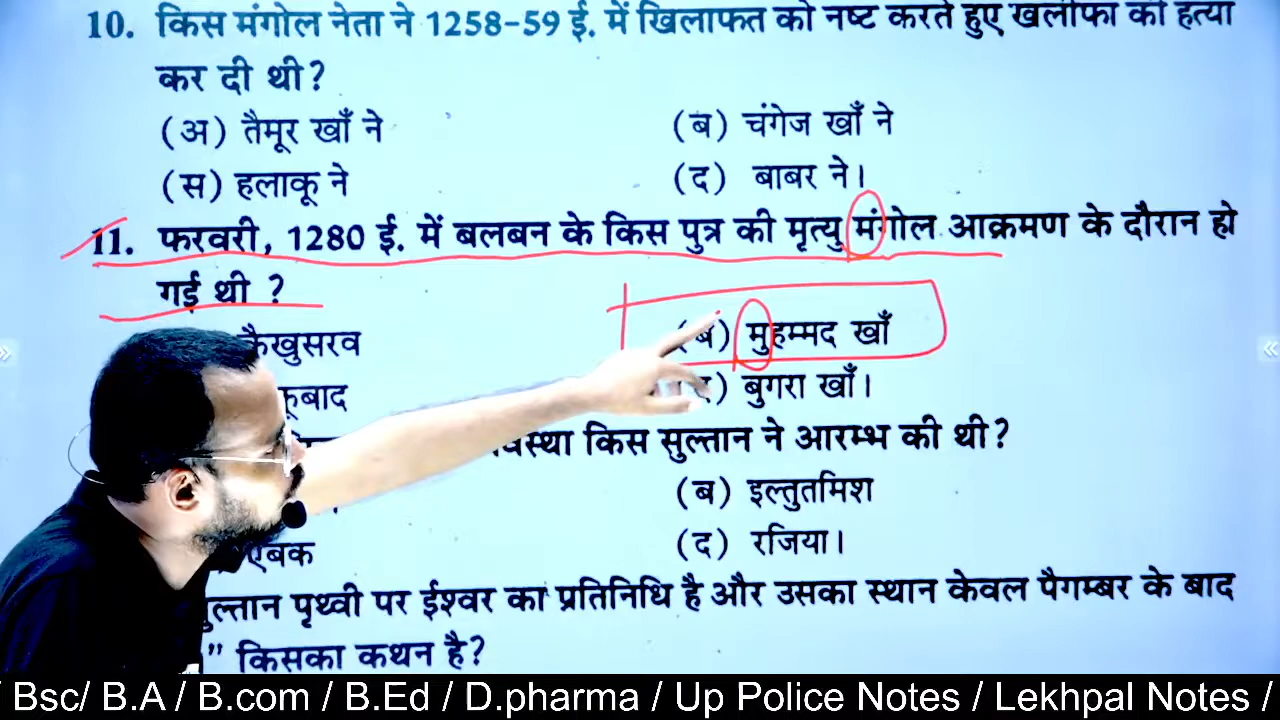 10. किस मंगोल नेता ने 1258-59 ई. में खिलाफत को नष्ट करते हुए खलीफा की हत्या
कर दी थी?
(अ) तैमूर खाँ ने (ब) चंगेज खाँ ने
(स) हलाकू ने (द) बाबर ने।
11. फरवरी, 1280 ई. में बलबन के किस पुत्र की मृत्यु मंगोल आक्रमण के दौरान हो
गई थी ?
कैखुसरव (ब) मुहम्मद खाँ
बुगरा खाँ।
किस सुल्तान ने आरम्भ की थी?
(ब) इल्तुतमिश
(द) रजिया।
पृथ्वी पर ईश्वर का प्रतिनिधि है और उसका स्थान केवल पैगम्बर के बाद
” किसका कथन है?
/ Bsc/ B.A / B.com / B.Ed / D.pharma / Up Police Notes / Lekhpal Notes /